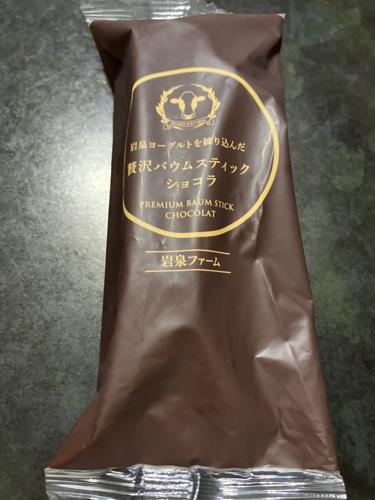 岩泉ヨーグルトを練り込んだ
贅沢バウムスティック
ショコラ
PREMIUM BAUM STICK
CHOCOLAT
岩泉ファーム